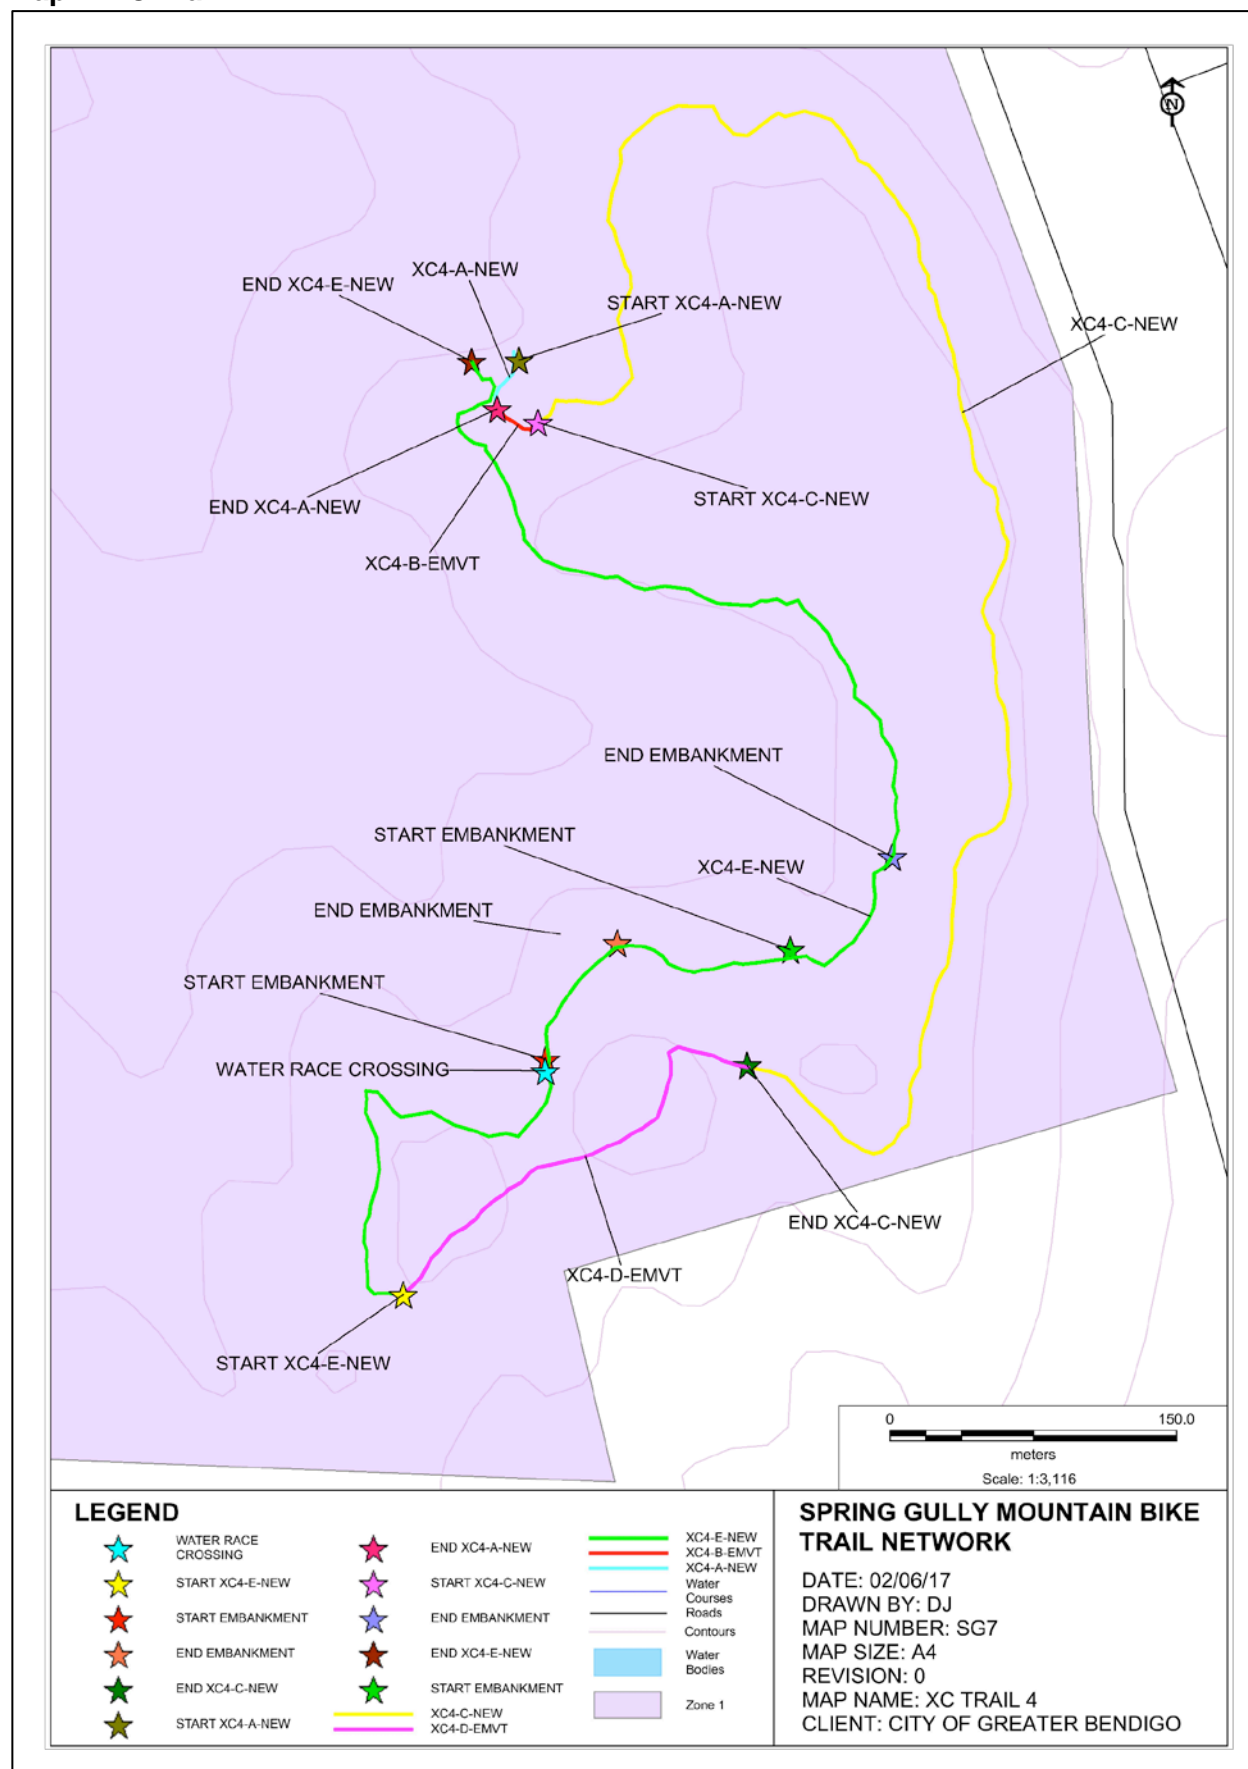 N
XC4-A-NEW
END XC4-E-NEW
START XC4-A-NEW
XC4-C-NEW
END XC4-A-NEW
START XC4-C-NEW
XC4-B-EMVT
END EMBANKMENT
START EMBANKMENT
XC4-E-NEW
END EMBANKMENT
START EMBANKMENT
WATER RACE CROSSING
END XC4-C-NEW
XC4-D-EMVT
START XC4-E-NEW
0 150.0
meters
Scale: 1:3,116
LEGEND
WATER RACE
CROSSING
START XC4-E-NEW
START EMBANKMENT
END EMBANKMENT
END XC4-C-NEW
START XC4-A-NEW
END XC4-A-NEW
START XC4-C-NEW
END EMBANKMENT
END XC4-E-NEW
START EMBANKMENT
XC4-C-NEW
XC4-D-EMVT
XC4-E-NEW
XC4-B-EMVT
XC4-A-NEW
Water
Courses
Roads
Contours
Water
Bodies
Zone 1
SPRING GULLY MOUNTAIN BIKE
TRAIL NETWORK
DATE: 02/06/17
DRAWN BY: DJ
MAP NUMBER: SG7
MAP SIZE: A4
REVISION: 0
MAP NAME: XC TRAIL 4
CLIENT: CITY OF GREATER BENDIGO